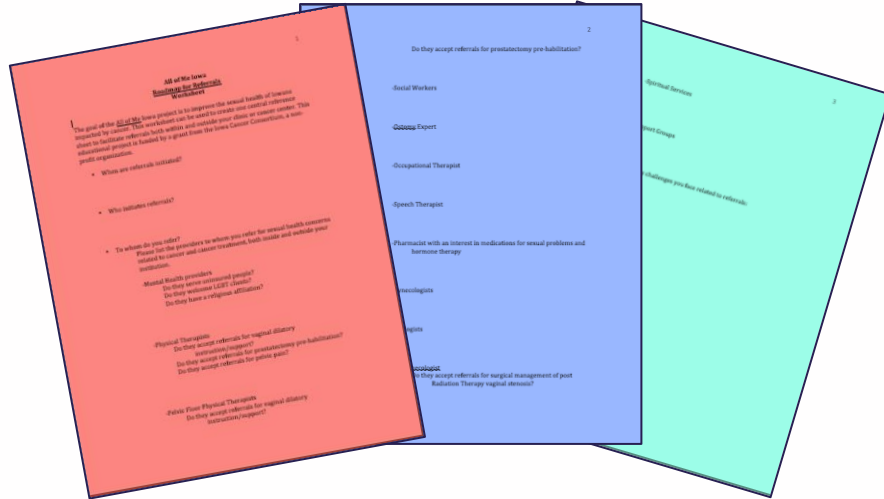 1
All of Me Iowa
Roadmap for Referrals
Worksheet
The goal of the All of Me Iowa project is to improve the sexual health of Iowans
impacted by cancer. This worksheet can be used to create one central reference
sheet to facilitate referrals both within and outside your clinic or cancer center. This
educational project is funded by a grant from the Iowa Cancer Consortium, a non-
profit organization.
• When are referrals initiated?
• Who initiates referrals?
• To whom do you refer?
Please list the providers to whom you refer for sexual health concerns
related to cancer and cancer treatment, both inside and outside your
institution.
-Mental Health providers
Do they serve uninsured people?
Do they welcome LGBT clients?
Do they have a religious affiliation?
-Physical Therapists
Do they accept referrals for vaginal dilatory
instruction/support?
Do they accept referrals for prostatectomy pre-habilitation?
Do they accept referrals for pelvic pain?
-Pelvic Floor Physical Therapists
Do they accept referrals for vaginal dilatory
instruction/support?
2
Do they accept referrals for prostatectomy pre-habilitation?
-Social Workers
-Ostomy Expert
-Occupational Therapist
-Speech Therapist
-Pharmacist with an interest in medications for sexual problems and
hormone therapy
ynecologists
ogists
they accept referrals for surgical management of post
Radiation Therapy vaginal stenosis?
3
-Spiritual Services
port Groups
challenges you face related to referrals.